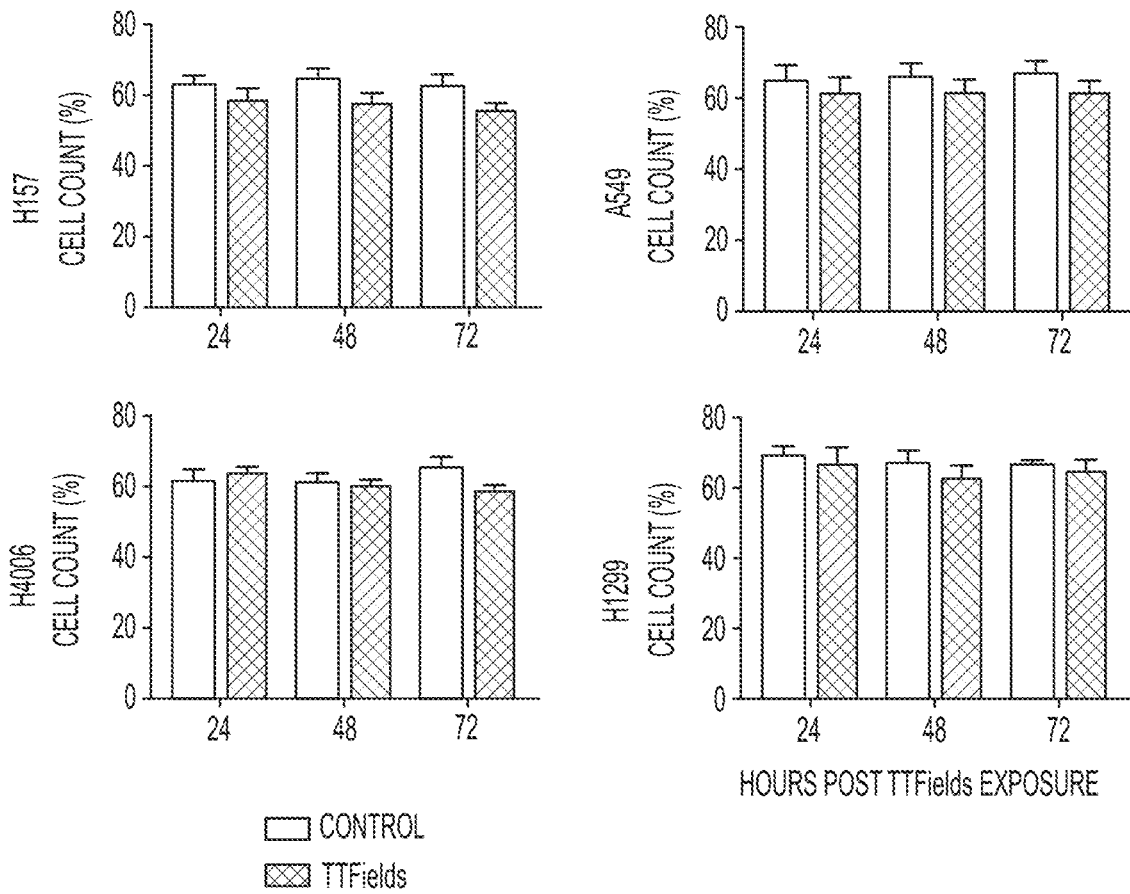 H157
CELL COUNT (%)
80
60
40
20
0
24 48 72
A549
CELL COUNT (%)
80
60
40
20
0
24 48 72
H4006
CELL COUNT (%)
80
60
40
20
0
24 48 72
H1299
CELL COUNT (%)
80
60
40
20
0
24 48 72
HOURS POST TTFields EXPOSURE
CONTROL
TTFields